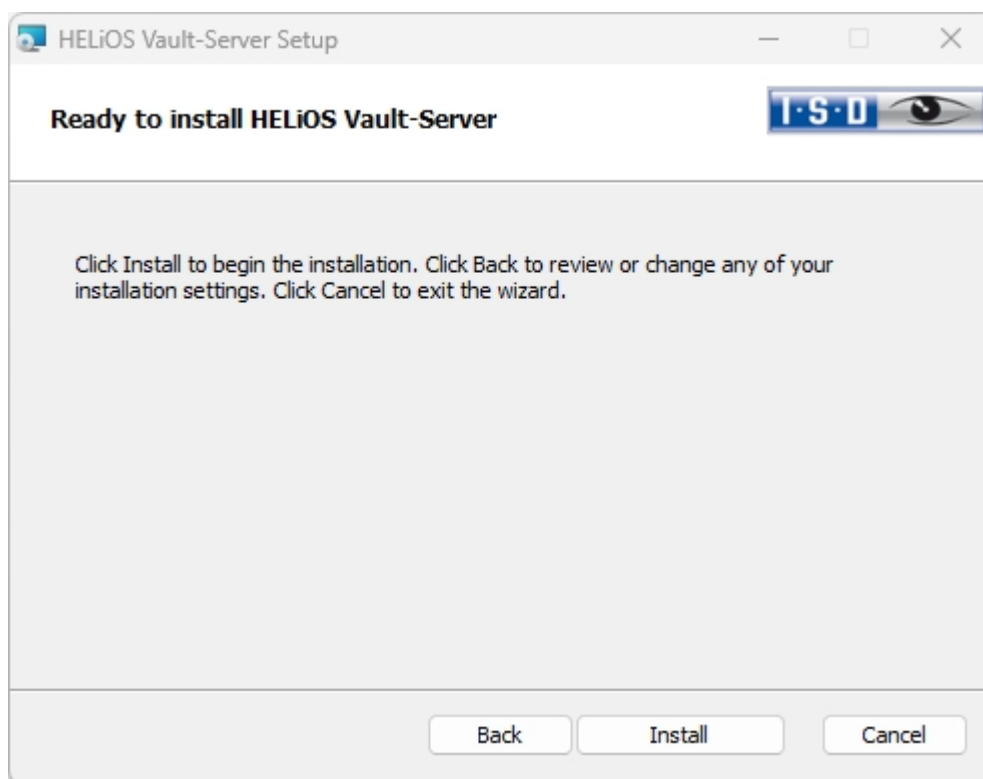 HELiOS Vault-Server Setup
Ready to install HELiOS Vault-Server
I·S·D
Click Install to begin the installation. Click Back to review or change any of your
installation settings. Click Cancel to exit the wizard.
Back
Install
Cancel